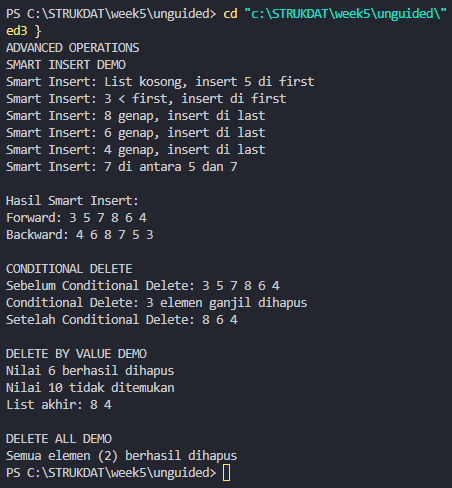 PS C:\STRUKDAT\week5\unguided> cd "c:\STRUKDAT\week5\unguided\"
ed3 }
ADVANCED OPERATIONS
SMART INSERT DEMO
Smart Insert: List kosong, insert 5 di first
Smart Insert: 3 < first, insert di first
Smart Insert: 8 genap, insert di last
Smart Insert: 6 genap, insert di last
Smart Insert: 4 genap, insert di last
Smart Insert: 7 di antara 5 dan 7

Hasil Smart Insert:
Forward: 3 5 7 8 6 4
Backward: 4 6 8 7 5 3

CONDITIONAL DELETE
Sebelum Conditional Delete: 3 5 7 8 6 4
Conditional Delete: 3 elemen ganjil dihapus
Setelah Conditional Delete: 8 6 4

DELETE BY VALUE DEMO
Nilai 6 berhasil dihapus
Nilai 10 tidak ditemukan
List akhir: 8 4

DELETE ALL DEMO
Semua elemen (2) berhasil dihapus
PS C:\STRUKDAT\week5\unguided>